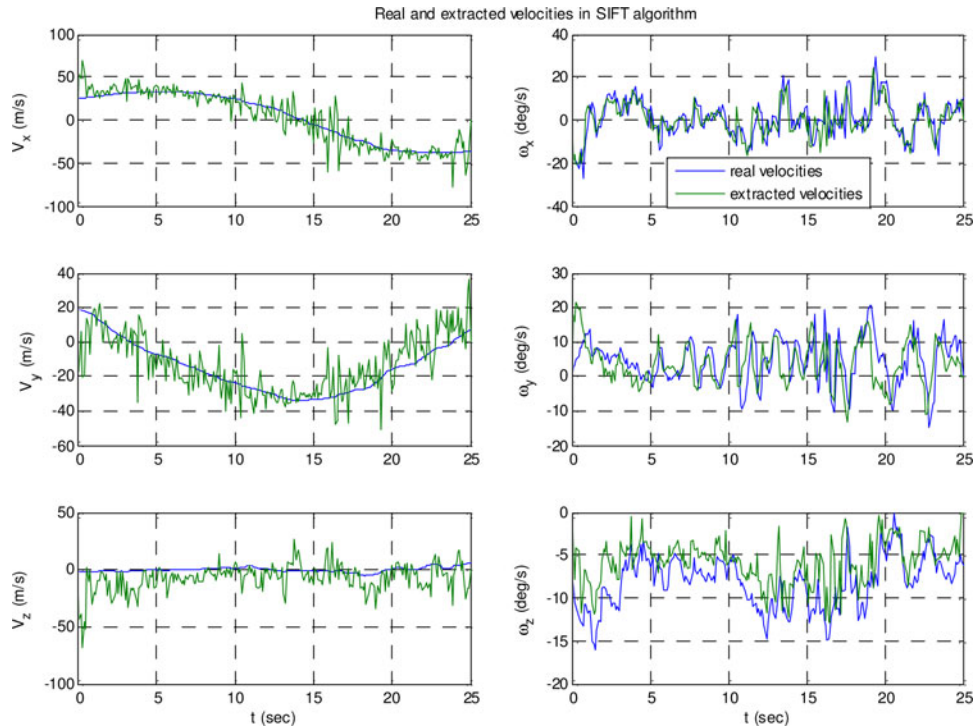 Real and extracted velocities in SIFT algorithm
100
50
0
-50
-100
V_x (m/s)
0 5 10 15 20 25
40
20
0
-20
-40
ω_x (deg/s)
real velocities
extracted velocities
0 5 10 15 20 25
40
20
0
-20
-40
-60
V_y (m/s)
0 5 10 15 20 25
30
20
10
0
-10
-20
ω_y (deg/s)
0 5 10 15 20 25
50
0
-50
-100
V_z (m/s)
0 5 10 15 20 25
t (sec)
0
-5
-10
-15
-20
ω_z (deg/s)
0 5 10 15 20 25
t (sec)